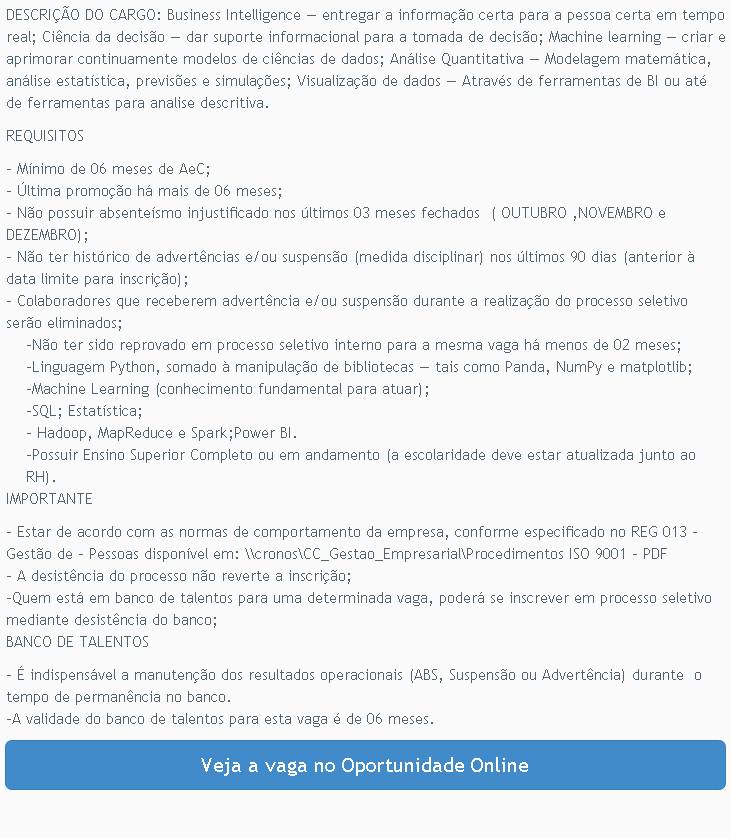 DESCRIÇÃO DO CARGO: Business Intelligence – entregar a informação certa para a pessoa certa em tempo
real; Ciência da decisão – dar suporte informacional para a tomada de decisão; Machine learning – criar e
aprimorar continuamente modelos de ciências de dados; Análise Quantitativa – Modelagem matemática,
análise estatística, previsões e simulações; Visualização de dados – Através de ferramentas de BI ou até
de ferramentas para analise descritiva.
REQUISITOS
- Mínimo de 06 meses de AeC;
- Última promoção há mais de 06 meses;
- Não possuir absenteísmo injustificado nos últimos 03 meses fechados ( OUTUBRO ,NOVEMBRO e
DEZEMBRO);
- Não ter histórico de advertências e/ou suspensão (medida disciplinar) nos últimos 90 dias (anterior à
data limite para inscrição);
- Colaboradores que receberem advertência e/ou suspensão durante a realização do processo seletivo
serão eliminados;
-Não ter sido reprovado em processo seletivo interno para a mesma vaga há menos de 02 meses;
-Linguagem Python, somado à manipulação de bibliotecas – tais como Panda, NumPy e matplotlib;
-Machine Learning (conhecimento fundamental para atuar);
-SQL; Estatística;
- Hadoop, MapReduce e Spark;Power BI.
-Possuir Ensino Superior Completo ou em andamento (a escolaridade deve estar atualizada junto ao
RH).
IMPORTANTE
- Estar de acordo com as normas de comportamento da empresa, conforme especificado no REG 013 -
Gestão de - Pessoas disponível em: \\cronos\CC_Gestao_Empresarial\Procedimentos ISO 9001 - PDF
- A desistência do processo não reverte a inscrição;
-Quem está em banco de talentos para uma determinada vaga, poderá se inscrever em processo seletivo
mediante desistência do banco;
BANCO DE TALENTOS
- É indispensável a manutenção dos resultados operacionais (ABS, Suspensão ou Advertência) durante o
tempo de permanência no banco.
-A validade do banco de talentos para esta vaga é de 06 meses.
Veja a vaga no Oportunidade Online